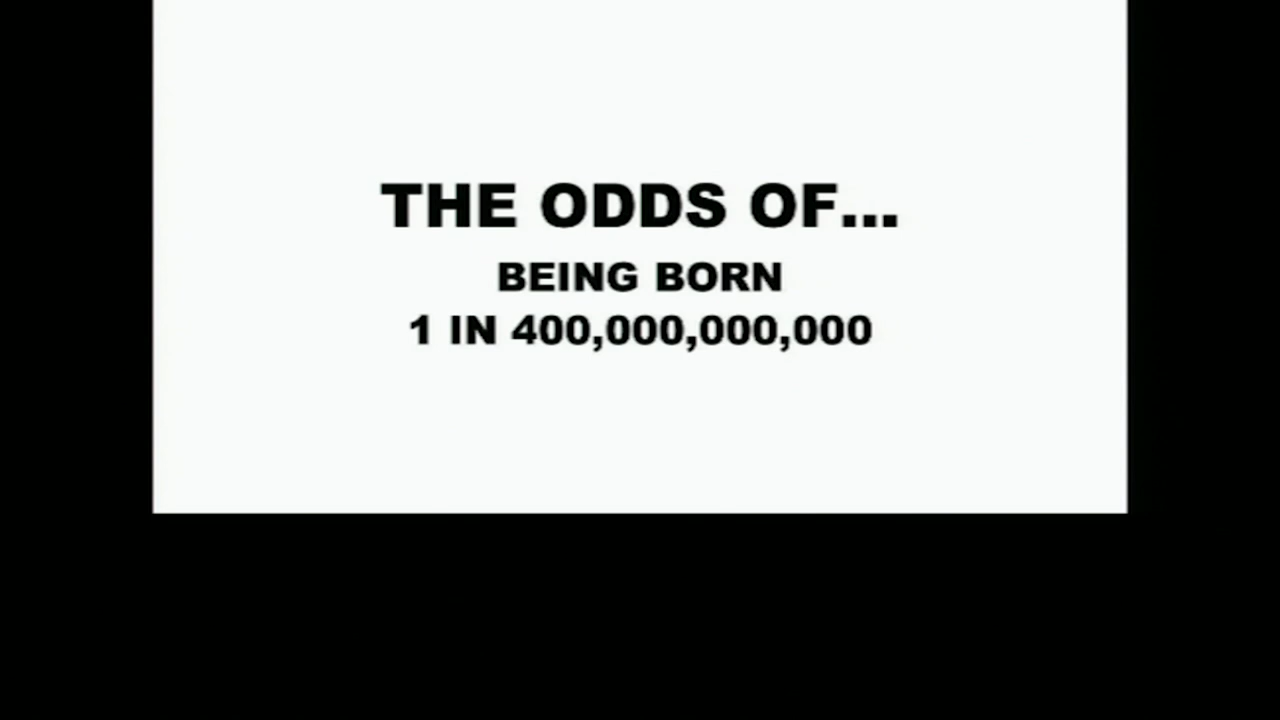 THE ODDS OF...
BEING BORN
1 IN 400,000,000,000